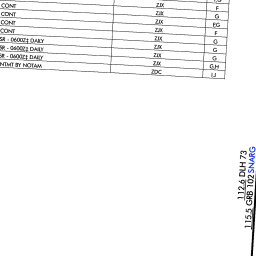 CONT ZJX F
CONT ZJX G
CONT ZJX EG
CONT ZJX F
SR - 0600Z‡ DAILY ZJX G
SR - 0600Z‡ DAILY ZJX G
SR - 0600Z‡ DAILY ZJX G
NTMT BY NOTAM ZJX G,H
ZDC I,J
112.6 DLH 73
115.5 GRB 102 SNARG